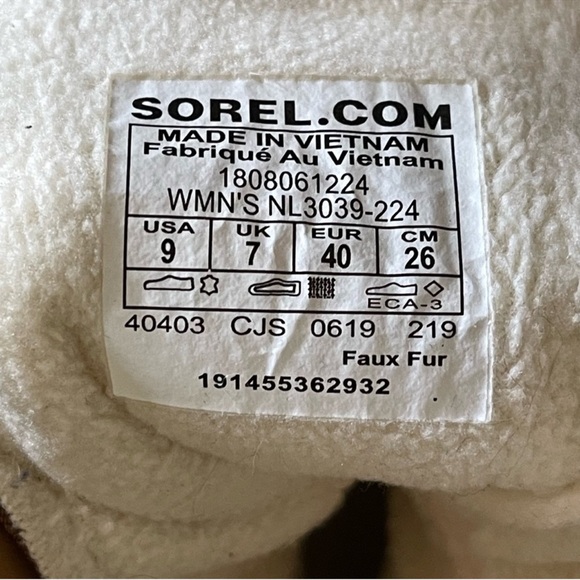 SOREL.COM
MADE IN VIETNAM
Fabriqué Au Vietnam
1808061224
WMN'S NL3039-224
USA UK EUR CM
9 7 40 26
ECA-3
40403 CJS 0619 219
Faux Fur
191455362932